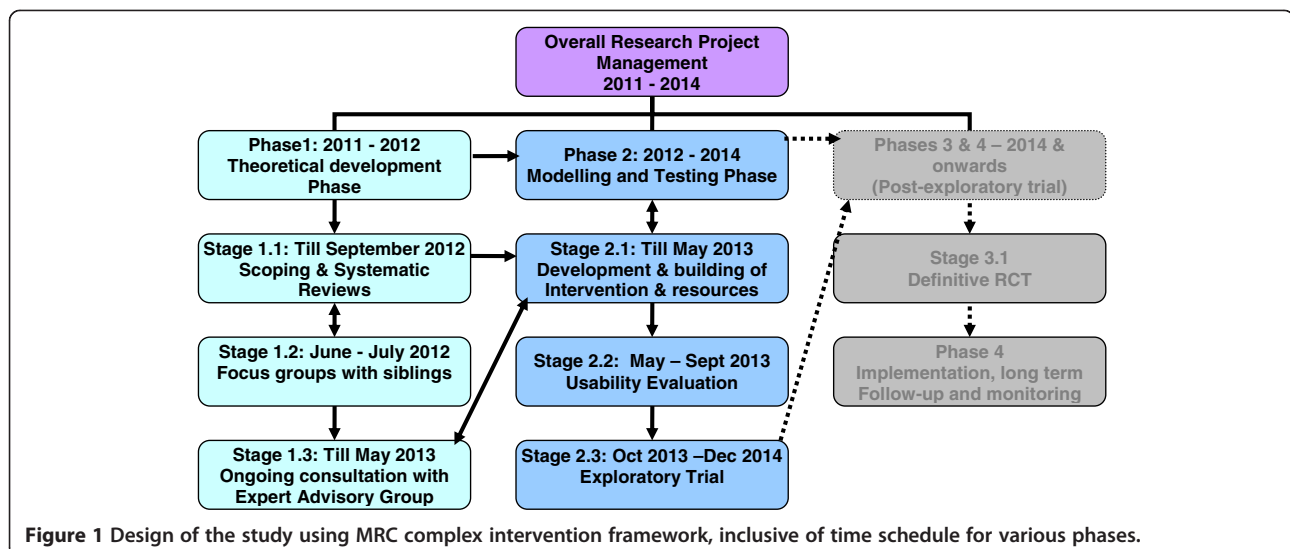 Overall Research Project
Management
2011 - 2014
Phase1: 2011 - 2012
Theoretical development
Phase
Phase 2: 2012 - 2014
Modelling and Testing Phase
Phases 3 & 4 – 2014 &
onwards
(Post-exploratory trial)
Stage 1.1: Till September 2012
Scoping & Systematic
Reviews
Stage 2.1: Till May 2013
Development & building of
Intervention & resources
Stage 3.1
Definitive RCT
Stage 1.2: June - July 2012
Focus groups with siblings
Stage 2.2:  May – Sept 2013
Usability Evaluation
Phase 4
Implementation, long term
Follow-up and monitoring
Stage 1.3: Till May 2013
Ongoing consultation with
Expert Advisory Group
Stage 2.3: Oct 2013 –Dec 2014
Exploratory Trial
Figure 1 Design of the study using MRC complex intervention framework, inclusive of time schedule for various phases.